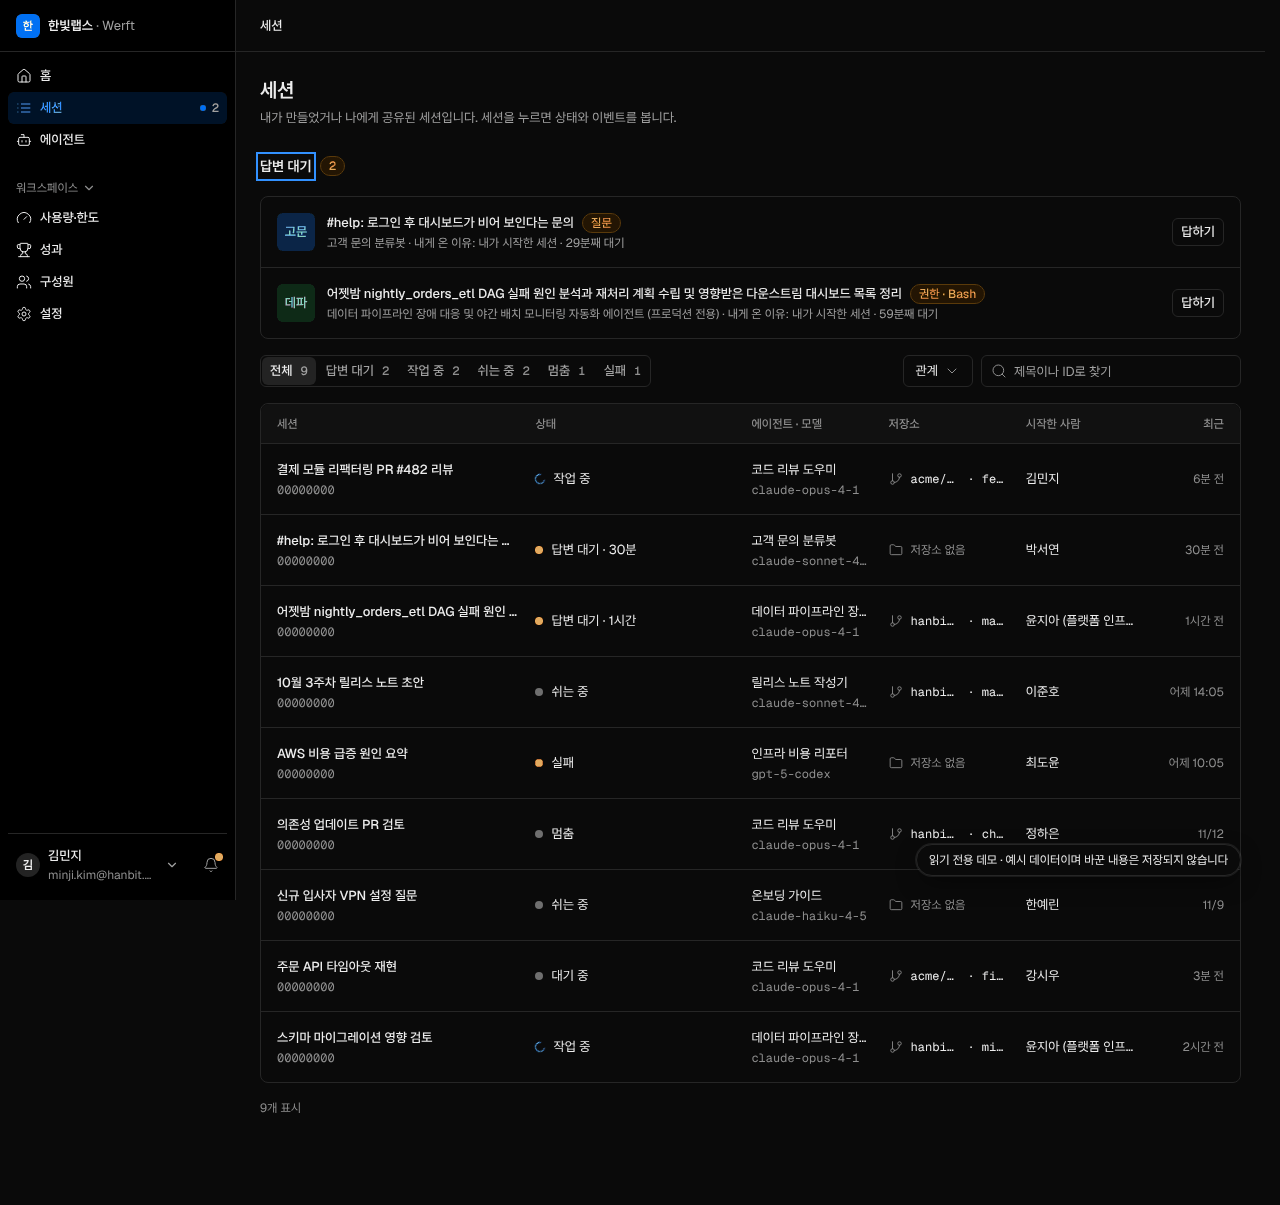 한 한빛랩스 · Werft
홈
세션 2
에이전트
워크스페이스
사용량·한도
성과
구성원
설정
김 김민지
minji.kim@hanbit.…
세션
세션
내가 만들었거나 나에게 공유된 세션입니다. 세션을 누르면 상태와 이벤트를 봅니다.
답변 대기 2
고문 #help: 로그인 후 대시보드가 비어 보인다는 문의 질문
고객 문의 분류봇 · 내게 온 이유: 내가 시작한 세션 · 29분째 대기
답하기
데파 어젯밤 nightly_orders_etl DAG 실패 원인 분석과 재처리 계획 수립 및 영향받은 다운스트림 대시보드 목록 정리 권한 · Bash
데이터 파이프라인 장애 대응 및 야간 배치 모니터링 자동화 에이전트 (프로덕션 전용) · 내게 온 이유: 내가 시작한 세션 · 59분째 대기
답하기
전체 9 답변 대기 2 작업 중 2 쉬는 중 2 멈춤 1 실패 1
관계 제목이나 ID로 찾기
세션 상태 에이전트 · 모델 저장소 시작한 사람 최근
결제 모듈 리팩터링 PR #482 리뷰
00000000
작업 중
코드 리뷰 도우미
claude-opus-4-1
acme/… · fe…
김민지
6분 전
#help: 로그인 후 대시보드가 비어 보인다는 …
00000000
답변 대기 · 30분
고객 문의 분류봇
claude-sonnet-4…
저장소 없음
박서연
30분 전
어젯밤 nightly_orders_etl DAG 실패 원인 …
00000000
답변 대기 · 1시간
데이터 파이프라인 장…
claude-opus-4-1
hanbi… · ma…
윤지아 (플랫폼 인프…
1시간 전
10월 3주차 릴리스 노트 초안
00000000
쉬는 중
릴리스 노트 작성기
claude-sonnet-4…
hanbi… · ma…
이준호
어제 14:05
AWS 비용 급증 원인 요약
00000000
실패
인프라 비용 리포터
gpt-5-codex
저장소 없음
최도윤
어제 10:05
의존성 업데이트 PR 검토
00000000
멈춤
코드 리뷰 도우미
claude-opus-4-1
hanbi… · ch…
정하은
11/12
읽기 전용 데모 · 예시 데이터이며 바꾼 내용은 저장되지 않습니다
신규 입사자 VPN 설정 질문
00000000
쉬는 중
온보딩 가이드
claude-haiku-4-5
저장소 없음
한예린
11/9
주문 API 타임아웃 재현
00000000
대기 중
코드 리뷰 도우미
claude-opus-4-1
acme/… · fi…
강시우
3분 전
스키마 마이그레이션 영향 검토
00000000
작업 중
데이터 파이프라인 장…
claude-opus-4-1
hanbi… · mi…
윤지아 (플랫폼 인프…
2시간 전
9개 표시